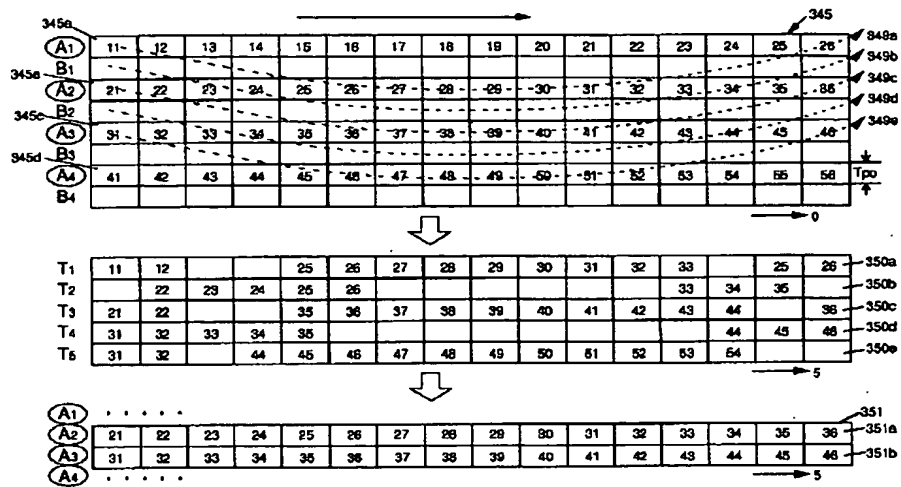 345a 345 349a
A1 11 12 13 14 15 16 17 18 19 20 21 22 23 24 25 26
B1 349b
345e
A2 21 22 23 24 25 26 27 28 29 30 31 32 33 34 35 36 349c
B2 349d
345c
A3 31 32 33 34 35 36 37 38 39 40 41 42 43 44 45 46 349e
B3
345d
A4 41 42 43 44 45 46 47 48 49 50 51 52 53 54 55 56 Tpo
B4
0
T1 11 12 25 26 27 28 29 30 31 32 33 25 26 350a
T2 22 23 24 25 26 33 34 35 350b
T3 21 22 35 36 37 38 39 40 41 42 43 44 36 350c
T4 31 32 33 34 35 44 45 46 350d
T5 31 32 44 45 46 47 48 49 50 51 52 53 54 350e
5
A1 . . . . . 351
A2 21 22 23 24 25 26 27 28 29 30 31 32 33 34 35 36 351a
A3 31 32 33 34 35 36 37 38 39 40 41 42 43 44 45 46 351b
A4 . . . . . 5